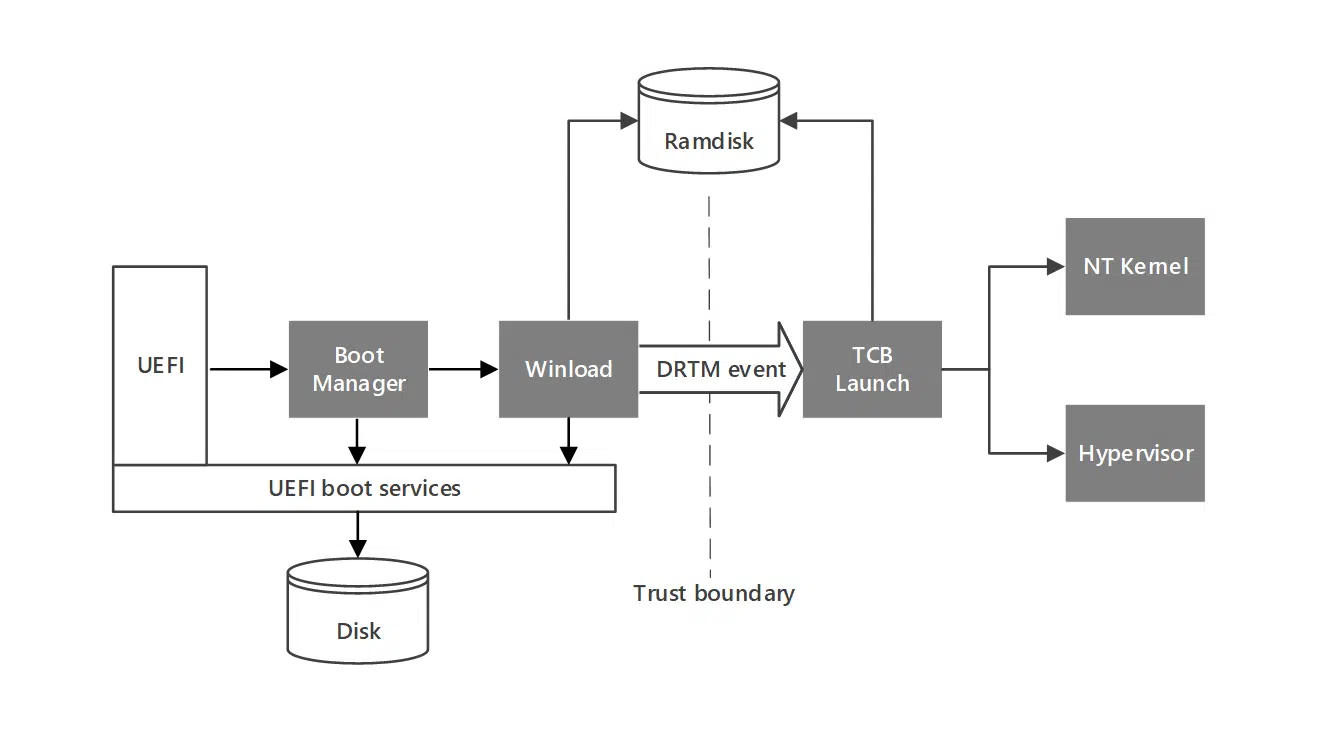 Ramdisk
NT Kernel
UEFI
Boot
Manager
Winload
DRTM event
TCB
Launch
Hypervisor
UEFI boot services
Trust boundary
Disk